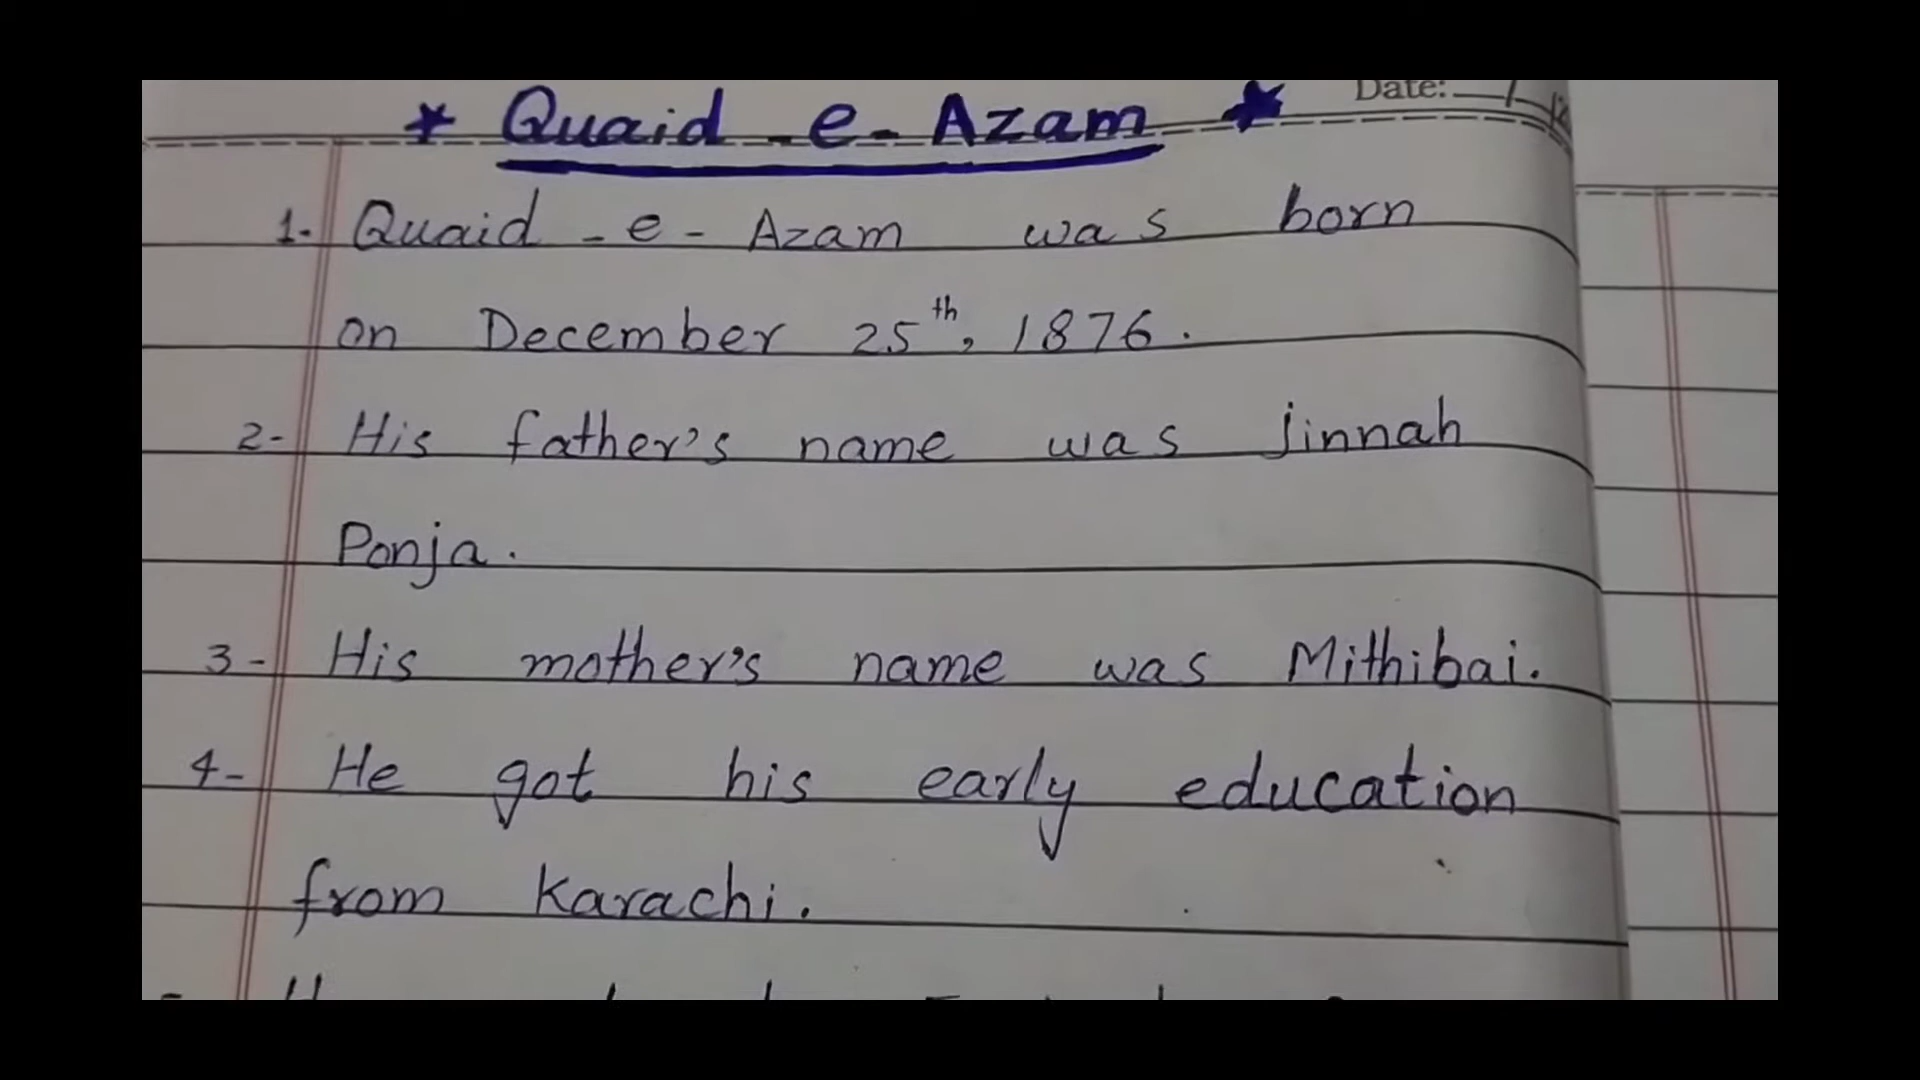 Date:
* Quaid-e-Azam *
1- Quaid-e-Azam was born
on December 25th, 1876.
2- His father's name was Jinnah
Ponja.
3- His mother's name was Mithibai.
4- He got his early education
from Karachi.